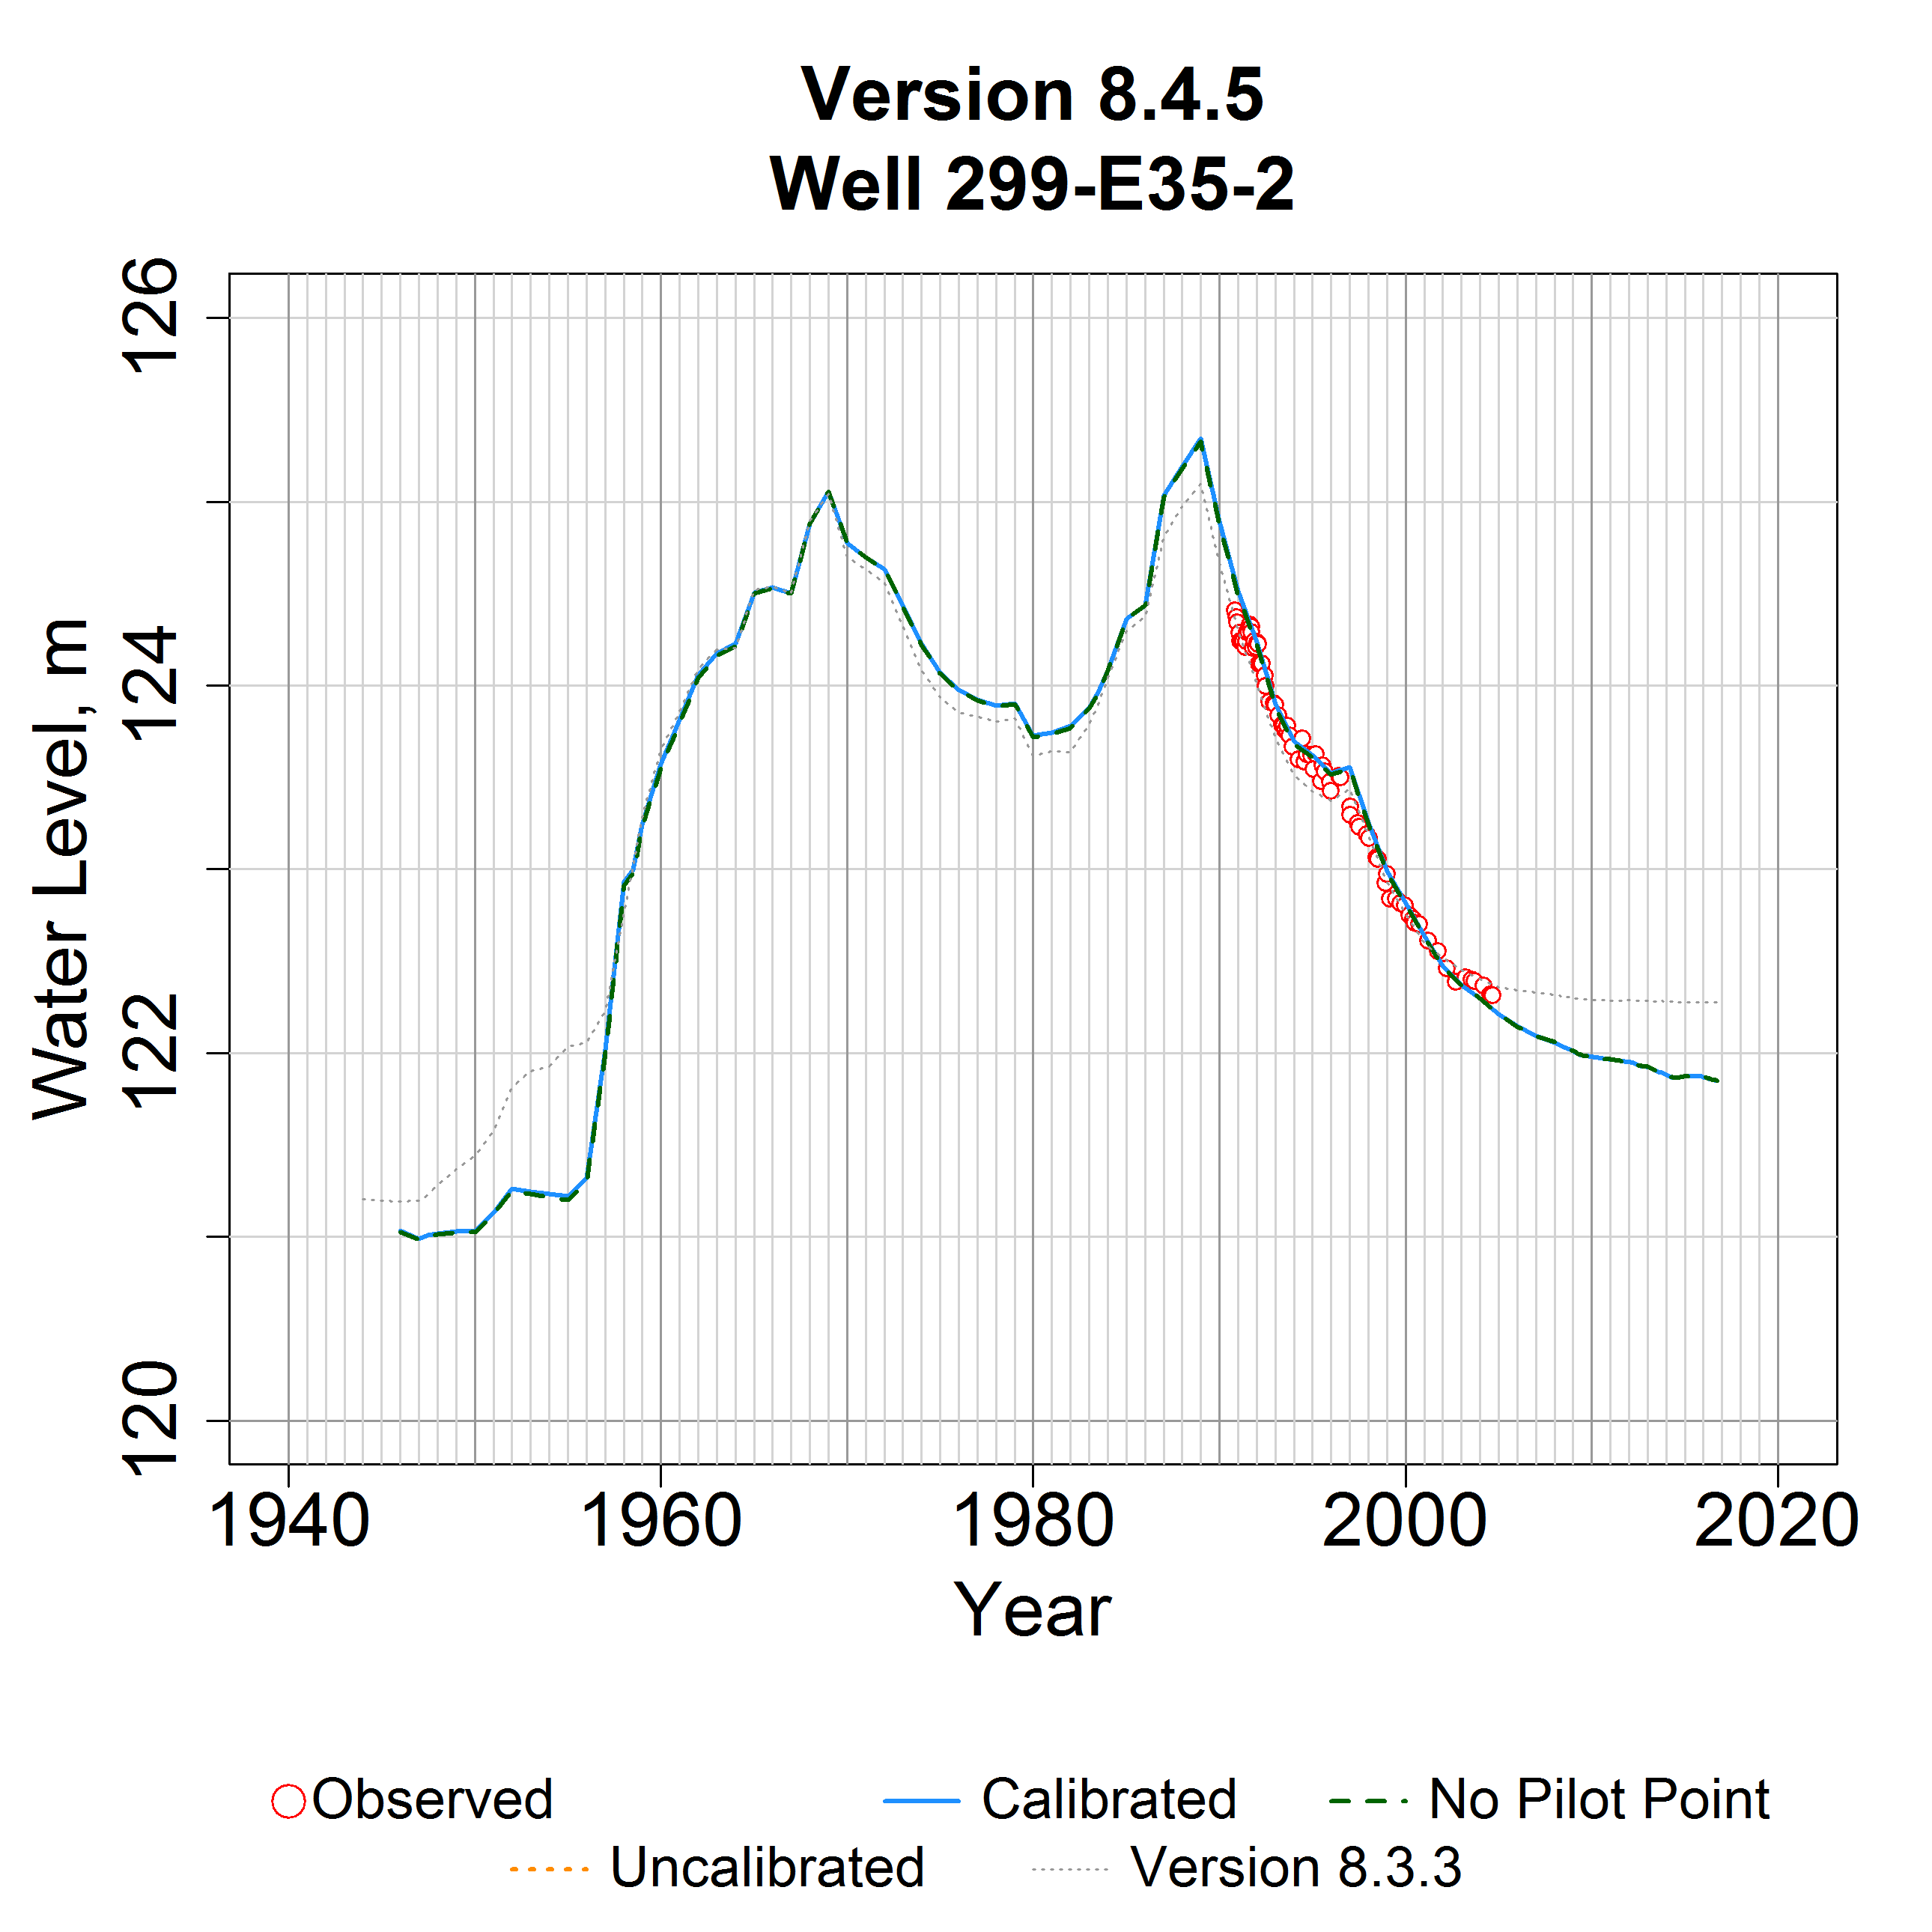 Version 8.4.5
Well 299-E35-2
Water Level, m
126
124
122
120
1940 1960 1980 2000 2020
Year
Observed Calibrated No Pilot Point
Uncalibrated Version 8.3.3